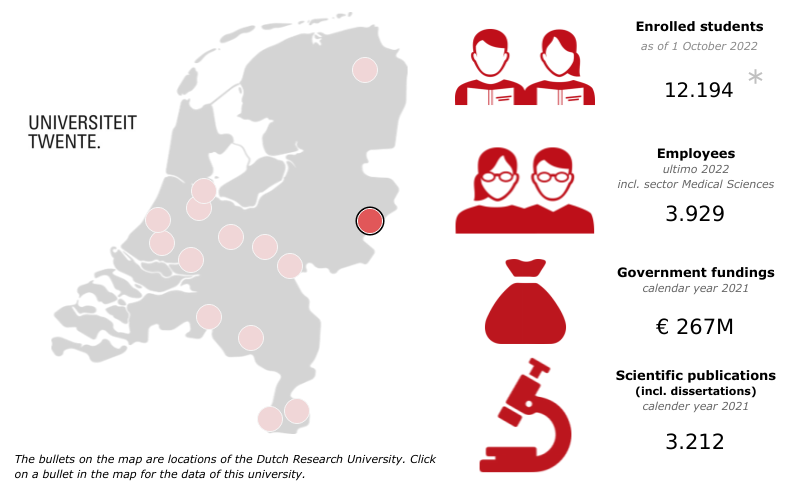 UNIVERSITEIT
TWENTE.
Enrolled students
as of 1 October 2022
12.194 *
Employees
ultimo 2022
incl. sector Medical Sciences
3.929
Government fundings
calendar year 2021
€ 267M
Scientific publications
(incl. dissertations)
calender year 2021
3.212
The bullets on the map are locations of the Dutch Research University. Click
on a bullet in the map for the data of this university.